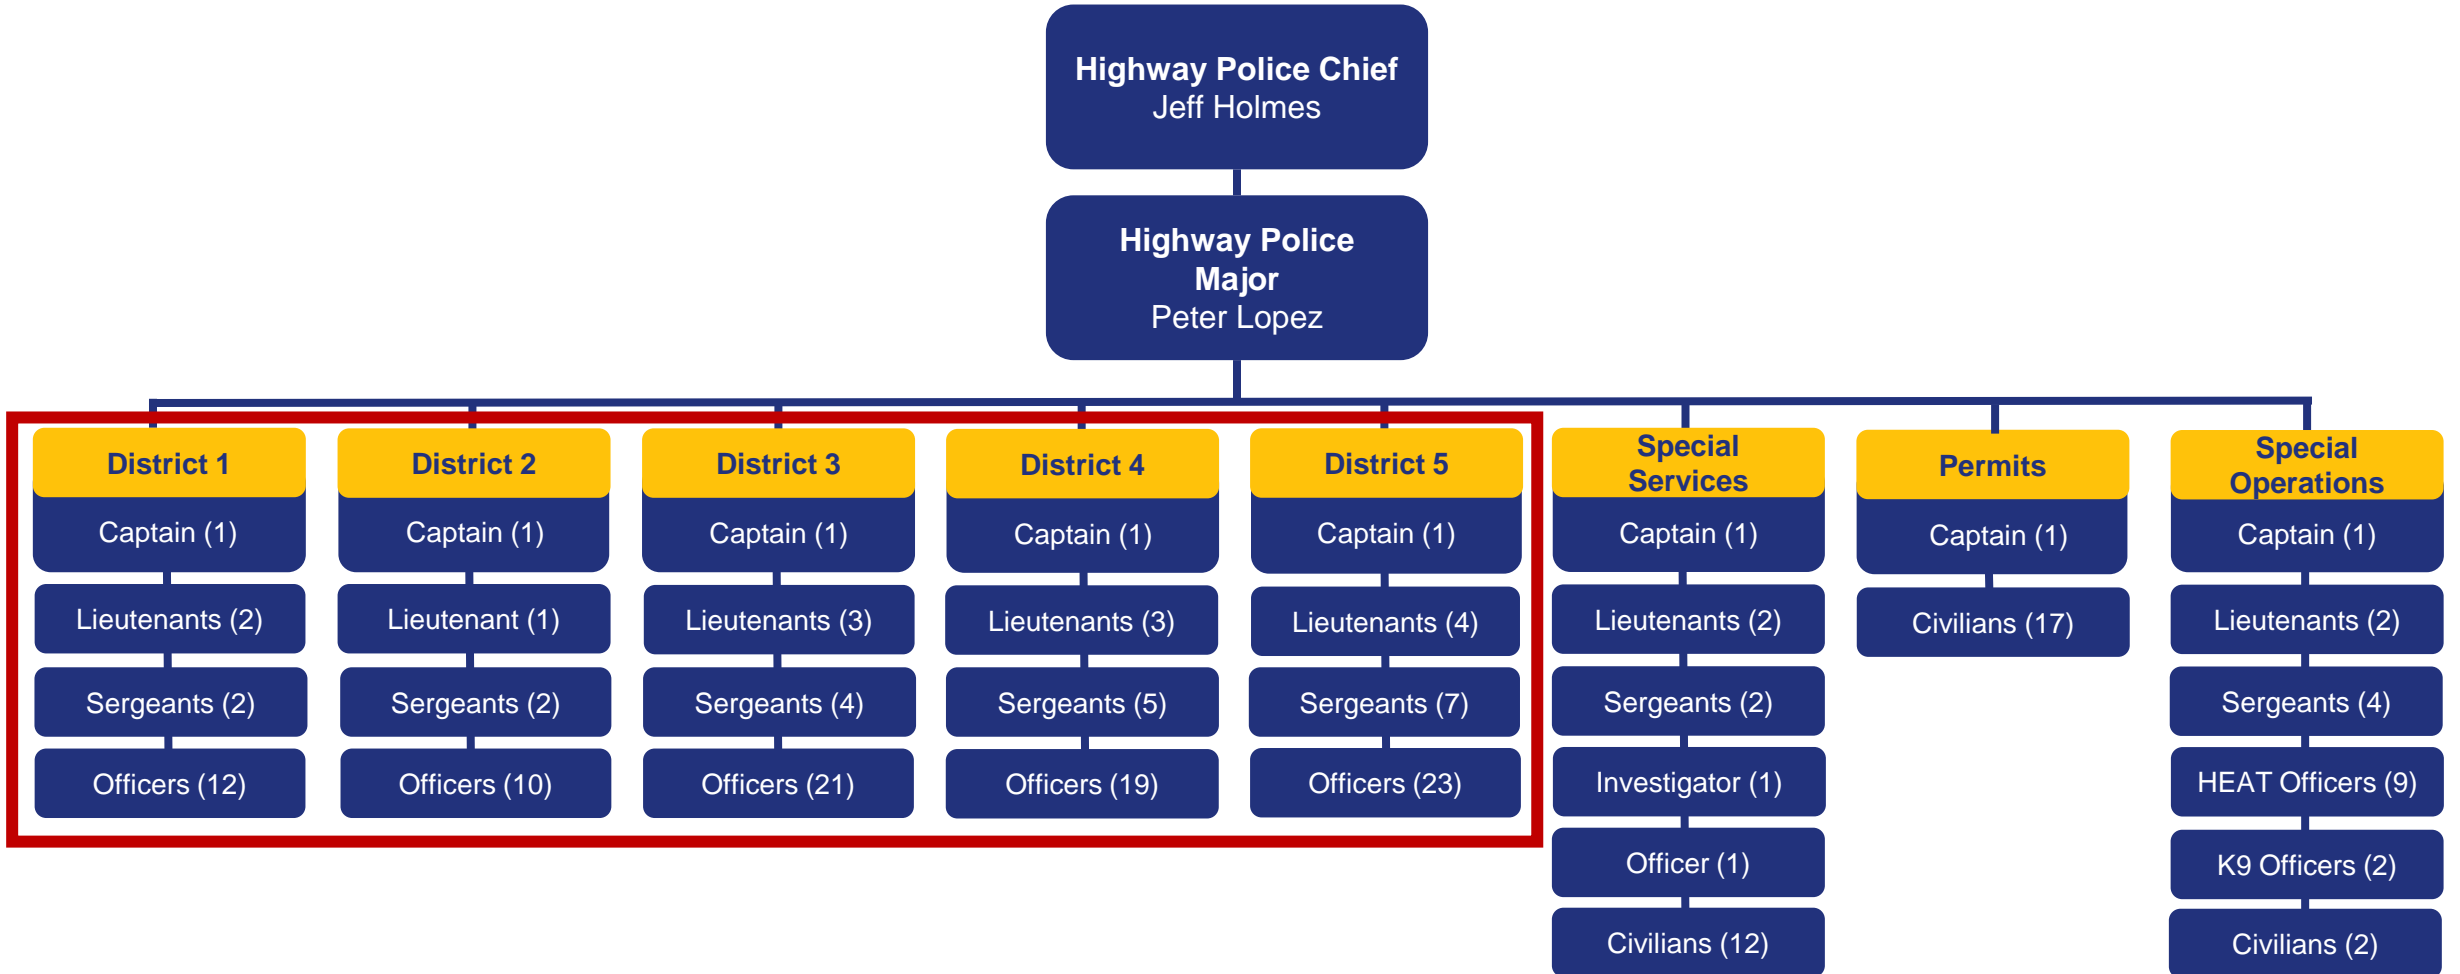 Highway Police Chief
Jeff Holmes
Highway Police
Major
Peter Lopez
District 1
Captain (1)
Lieutenants (2)
Sergeants (2)
Officers (12)
District 2
Captain (1)
Lieutenant (1)
Sergeants (2)
Officers (10)
District 3
Captain (1)
Lieutenants (3)
Sergeants (4)
Officers (21)
District 4
Captain (1)
Lieutenants (3)
Sergeants (5)
Officers (19)
District 5
Captain (1)
Lieutenants (4)
Sergeants (7)
Officers (23)
Special
Services
Captain (1)
Lieutenants (2)
Sergeants (2)
Investigator (1)
Officer (1)
Civilians (12)
Permits
Captain (1)
Civilians (17)
Special
Operations
Captain (1)
Lieutenants (2)
Sergeants (4)
HEAT Officers (9)
K9 Officers (2)
Civilians (2)